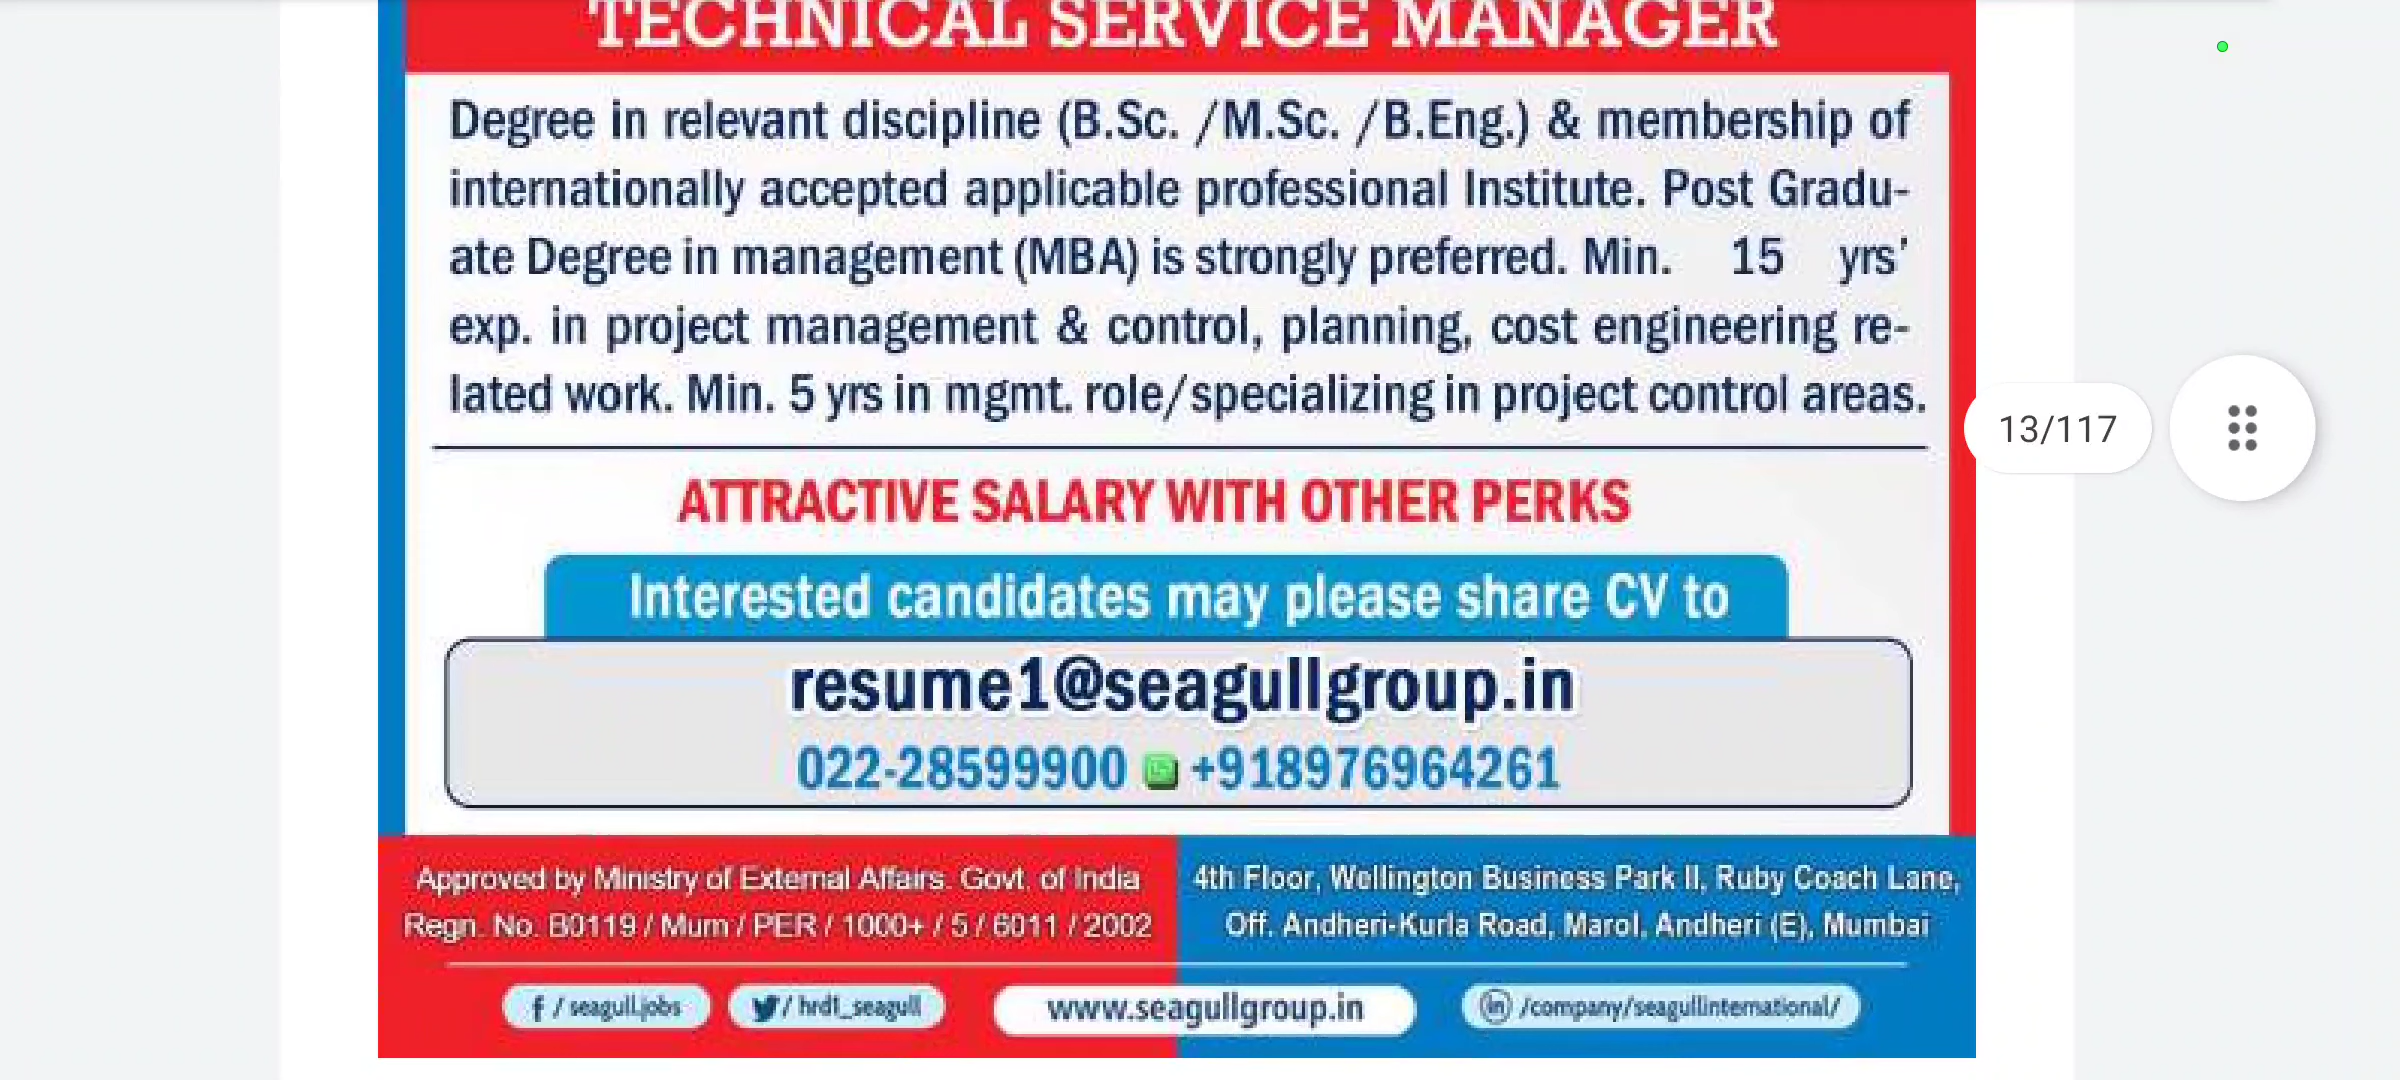 TECHNICAL SERVICE MANAGER
Degree in relevant discipline (B.Sc. /M.Sc. /B.Eng.) & membership of
internationally accepted applicable professional Institute. Post Gradu-
ate Degree in management (MBA) is strongly preferred. Min. 15 yrs'
exp. in project management & control, planning, cost engineering re-
lated work. Min. 5 yrs in mgmt. role/specializing in project control areas.
13/117
ATTRACTIVE SALARY WITH OTHER PERKS
Interested candidates may please share CV to
resume1@seagullgroup.in
022-28599900 +918976964261
Approved by Ministry of External Affairs. Govt. of India
Regn. No. B0119 / Mum / PER / 1000+ / 5 / 6011 / 2002
4th Floor, Wellington Business Park II, Ruby Coach Lane,
Off. Andheri-Kurla Road, Marol, Andheri (E), Mumbai
f / seagull.jobs
/ hrd1_seagull
www.seagullgroup.in
in /company/seagullinternational/